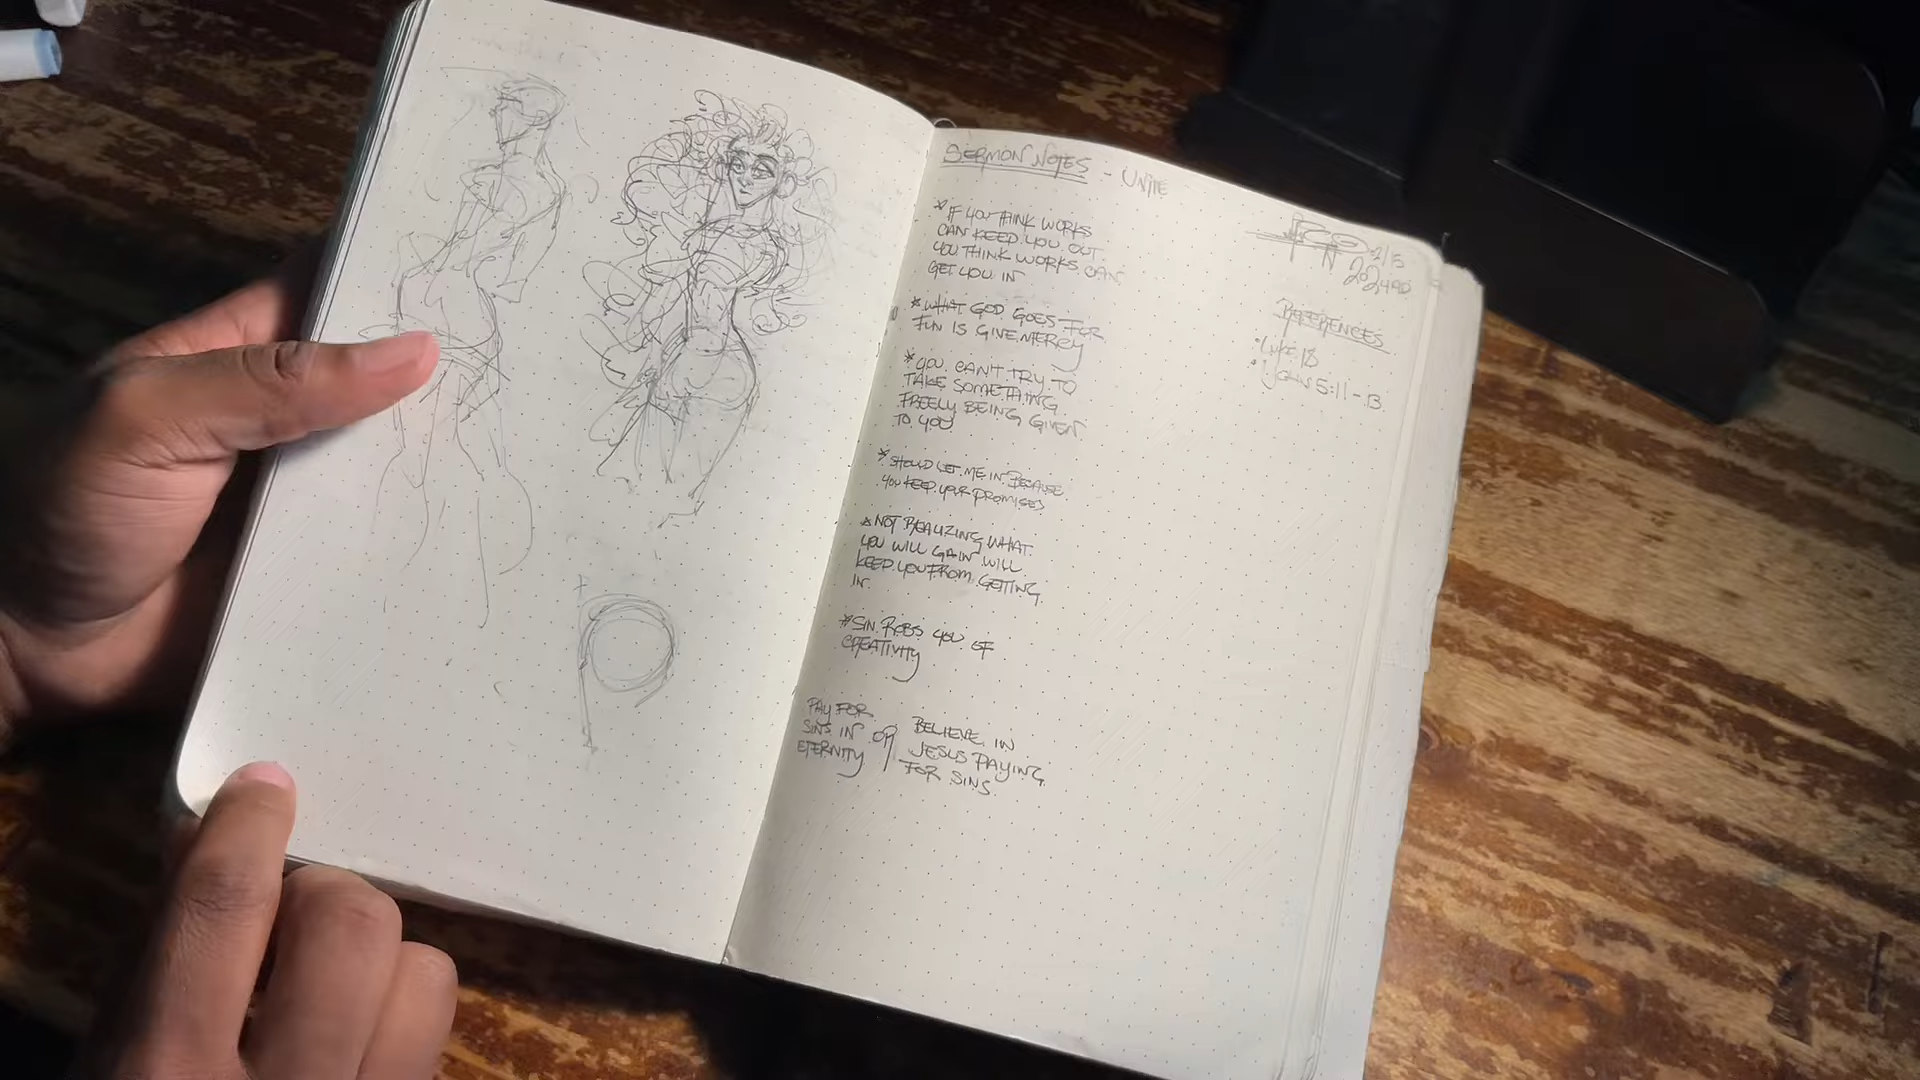 SERMON NOTES - UNITE
* IF YOU THINK WORKS
CAN KEEP YOU OUT
YOU THINK WORKS CAN
GET YOU IN
* WHAT GOD GOES FOR
FUN IS GIVE MERCY
* YOU CAN'T TRY TO
TAKE SOMETHING
FREELY BEING GIVEN
TO YOU
* SHOULD LET ME IN BECAUSE
YOU KEEP YOUR PROMISES
* NOT REALIZING WHAT
YOU WILL GAIN WILL
KEEP YOU FROM GETTING
IN.
* SIN ROBS YOU OF
CREATIVITY
PAY FOR
SINS IN
ETERNITY
OR
BELIEVE IN
JESUS PAYING
FOR SINS.
2024AD
REFERENCES
* LUKE 18
* JOHN 5:11-13